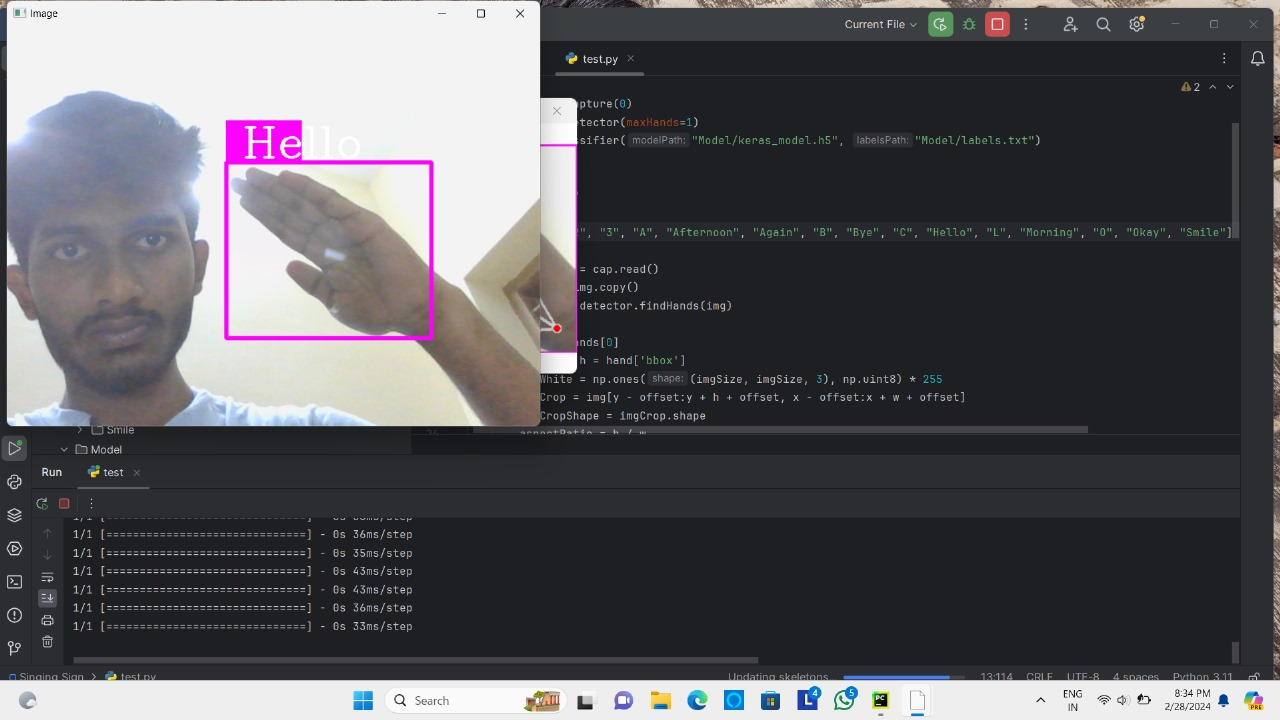 Image
Hello
Current File
test.py
2
pture(0)
tector(maxHands=1)
sifier( modelPath: "Model/keras_model.h5", labelsPath: "Model/labels.txt")
", "3", "A", "Afternoon", "Again", "B", "Bye", "C", "Hello", "L", "Morning", "O", "Okay", "Smile"]
= cap.read()
mg.copy()
detector.findHands(img)
nds[0]
h = hand['bbox']
White = np.ones( shape: (imgSize, imgSize, 3), np.uint8) * 255
Crop = img[y - offset:y + h + offset, x - offset:x + w + offset]
CropShape = imgCrop.shape
aspectRatio = h / w
Smile
Model
Run
test
1/1 [==============================] - 0s 36ms/step
1/1 [==============================] - 0s 35ms/step
1/1 [==============================] - 0s 43ms/step
1/1 [==============================] - 0s 43ms/step
1/1 [==============================] - 0s 36ms/step
1/1 [==============================] - 0s 33ms/step
Singing Sign > test.py
Updating skeletons...
13:114 CRLF UTF-8 4 spaces Python 3.11
Search
4
5
ENG
IN
8:34 PM
2/28/2024